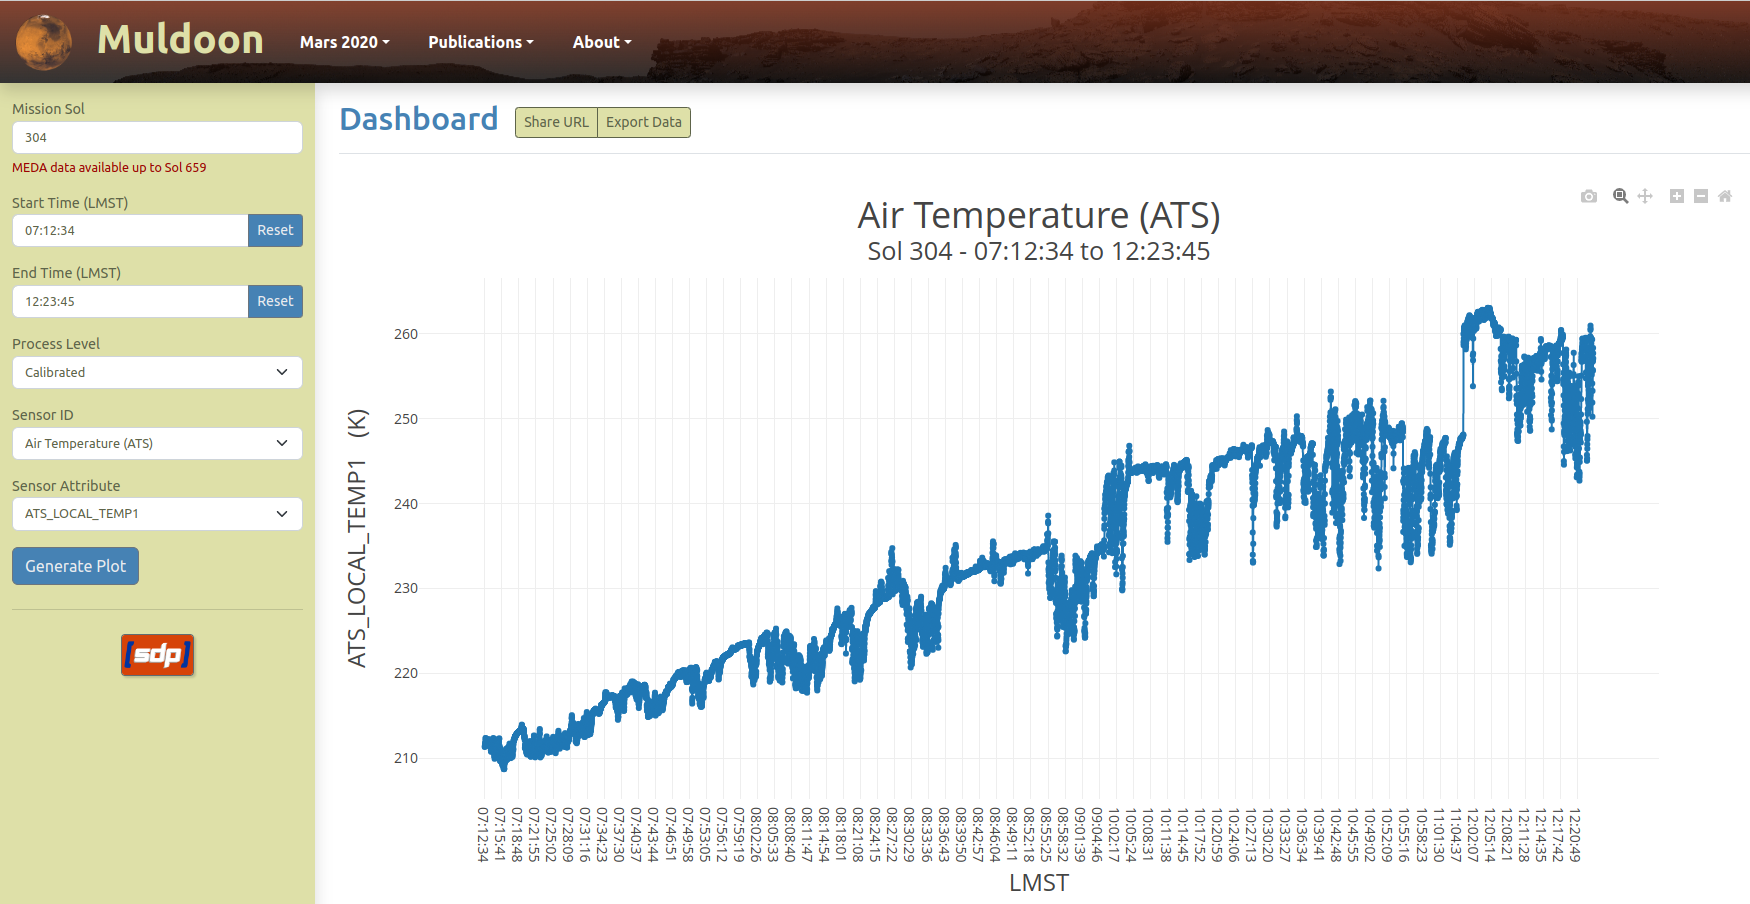 Muldoon
Mars 2020
Publications
About
Mission Sol
304
MEDA data available up to Sol 659
Start Time (LMST)
07:12:34
Reset
End Time (LMST)
12:23:45
Reset
Process Level
Calibrated
Sensor ID
Air Temperature (ATS)
Sensor Attribute
ATS_LOCAL_TEMP1
Generate Plot
[sdp]
Dashboard
Share URL
Export Data
Air Temperature (ATS)
Sol 304 - 07:12:34 to 12:23:45
ATS_LOCAL_TEMP1 (K)
260
250
240
230
220
210
07:12:34
07:15:41
07:18:48
07:21:55
07:25:02
07:28:09
07:31:16
07:34:23
07:37:30
07:40:37
07:43:44
07:46:51
07:49:58
07:53:05
07:56:12
07:59:19
08:02:26
08:05:33
08:08:40
08:11:47
08:14:54
08:18:01
08:21:08
08:24:15
08:27:22
08:30:29
08:33:36
08:36:43
08:39:50
08:42:57
08:46:04
08:49:11
08:52:18
08:55:25
08:58:32
09:01:39
09:04:46
10:02:17
10:05:24
10:08:31
10:11:38
10:14:45
10:17:52
10:20:59
10:24:06
10:27:13
10:30:20
10:33:27
10:36:34
10:39:41
10:42:48
10:45:55
10:49:02
10:52:09
10:55:16
10:58:23
11:01:30
11:04:37
12:02:07
12:05:14
12:08:21
12:11:28
12:14:35
12:17:42
12:20:49
LMST